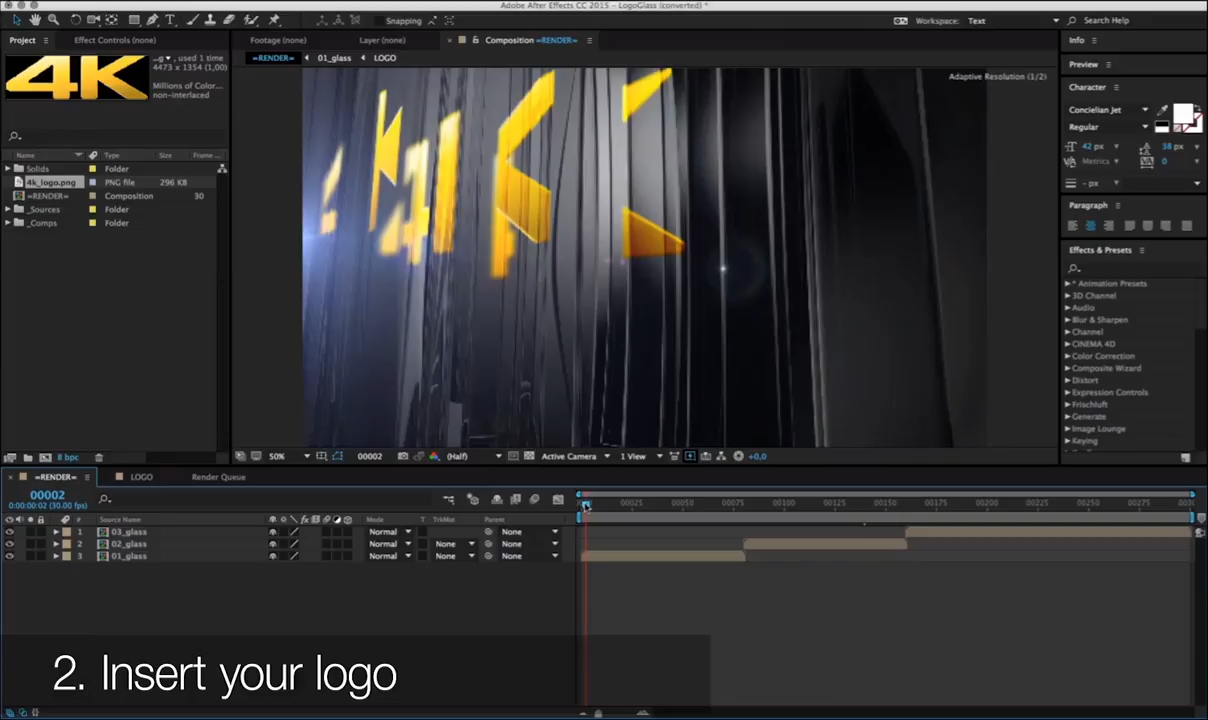 Adobe After Effects CC 2015 - LogoGlass (converted) *
Snapping
Workspace: Text
Search Help
Project
Effect Controls (none)
Footage (none)
Layer (none)
Composition =RENDER=
Info
=RENDER=
01_glass
LOGO
4K
, used 1 time
4473 x 1354 (1,00)
Millions of Color...
non-interlaced
Adaptive Resolution (1/2)
Preview
Character
Concielian Jet
Regular
42 px
38 px
Metrics
0
- px
Name
Type
Size
Frame ...
Solids
Folder
4k_logo.png
PNG file
296 KB
=RENDER=
Composition
30
_Sources
Folder
_Comps
Folder
Paragraph
Effects & Presets
* Animation Presets
3D Channel
Audio
Blur & Sharpen
Channel
CINEMA 4D
Color Correction
Composite Wizard
Distort
Expression Controls
Frischluft
Generate
Image Lounge
Keying
8 bpc
50%
00002
(Half)
Active Camera
1 View
+0,0
=RENDER=
LOGO
Render Queue
00002
0:00:00:02 (30.00 fps)
00025
00050
00075
00100
00125
00150
00175
00200
00225
00250
00275
#
Source Name
fx
Mode
T
TrkMat
Parent
1
03_glass
Normal
None
2
02_glass
Normal
None
None
3
01_glass
Normal
None
None
2. Insert your logo